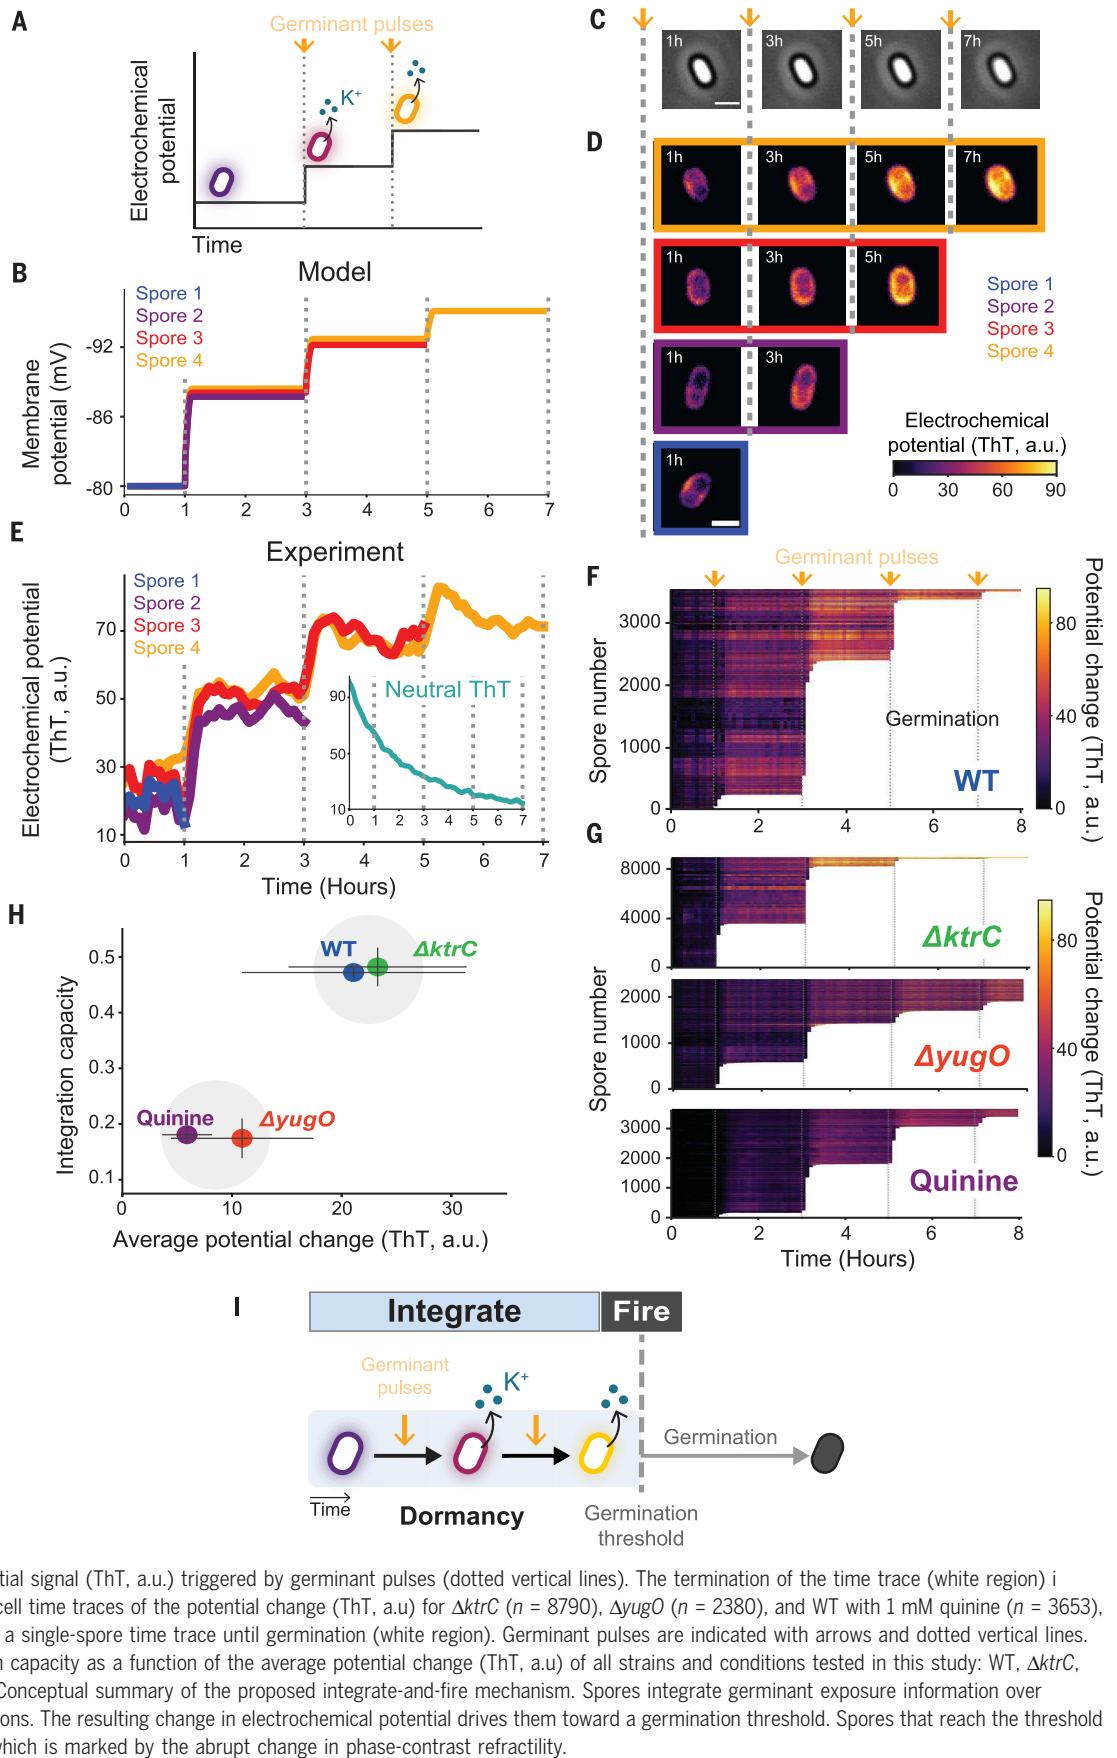 A
Germinant pulses
K+
Electrochemical
potential
Time
B
Model
Spore 1
Spore 2
Spore 3
Spore 4
Membrane
potential (mV)
-92
-86
-80
0 1 2 3 4 5 6 7
C
1h 3h 5h 7h
D
1h 3h 5h 7h
1h 3h 5h
1h 3h
1h
Spore 1
Spore 2
Spore 3
Spore 4
Electrochemical
potential (ThT, a.u.)
0 30 60 90
E
Experiment
Spore 1
Spore 2
Spore 3
Spore 4
Electrochemical potential
(ThT, a.u.)
70
50
30
10
0 1 2 3 4 5 6 7
Time (Hours)
Neutral ThT
90
50
10
0 1 2 3 4 5 6 7
F
Germinant pulses
Spore number
3000
2000
1000
0
0 2 4 6 8
Germination
WT
Potential change (ThT, a.u.)
80
40
0
G
Spore number
8000
4000
0
ΔktrC
2000
1000
0
ΔyugO
3000
2000
1000
0
Quinine
0 2 4 6 8
Time (Hours)
Potential change (ThT, a.u.)
80
40
0
H
Integration capacity
0.5
0.4
0.3
0.2
0.1
WT
ΔktrC
Quinine
ΔyugO
0 10 20 30
Average potential change (ThT, a.u.)
I
Integrate
Fire
Germinant
pulses
K+
Germination
Time
Dormancy
Germination
threshold
tial signal (ThT, a.u.) triggered by germinant pulses (dotted vertical lines). The termination of the time trace (white region) i
cell time traces of the potential change (ThT, a.u) for ΔktrC (n = 8790), ΔyugO (n = 2380), and WT with 1 mM quinine (n = 3653),
a single-spore time trace until germination (white region). Germinant pulses are indicated with arrows and dotted vertical lines.
n capacity as a function of the average potential change (ThT, a.u) of all strains and conditions tested in this study: WT, ΔktrC,
Conceptual summary of the proposed integrate-and-fire mechanism. Spores integrate germinant exposure information over
ons. The resulting change in electrochemical potential drives them toward a germination threshold. Spores that reach the threshold
which is marked by the abrupt change in phase-contrast refractility.